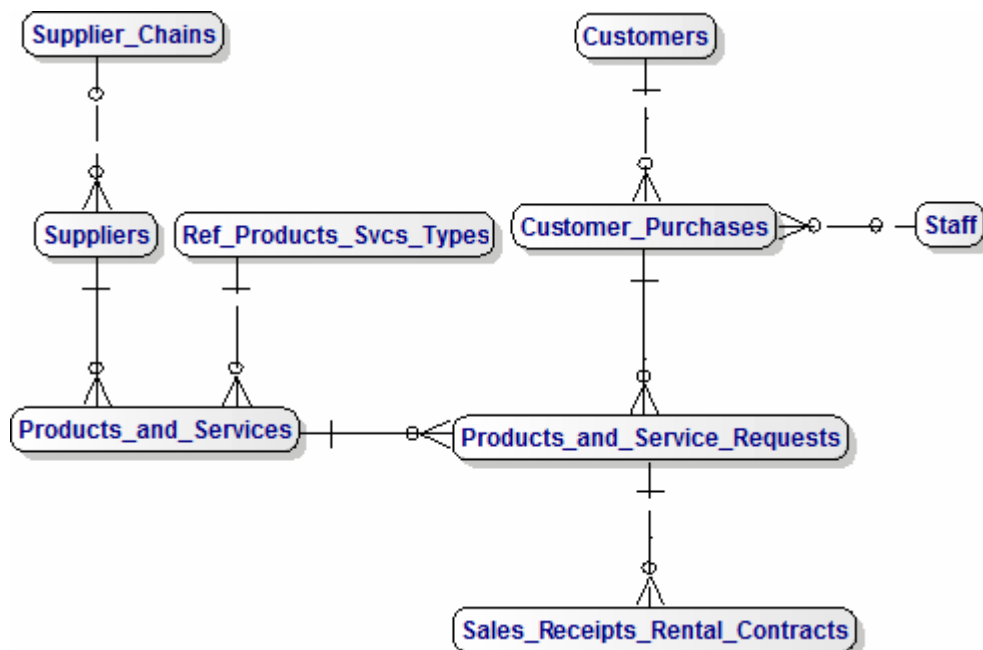 Supplier_Chains
Customers
Suppliers
Ref_Products_Svcs_Types
Customer_Purchases
Staff
Products_and_Services
Products_and_Service_Requests
Sales_Receipts_Rental_Contracts